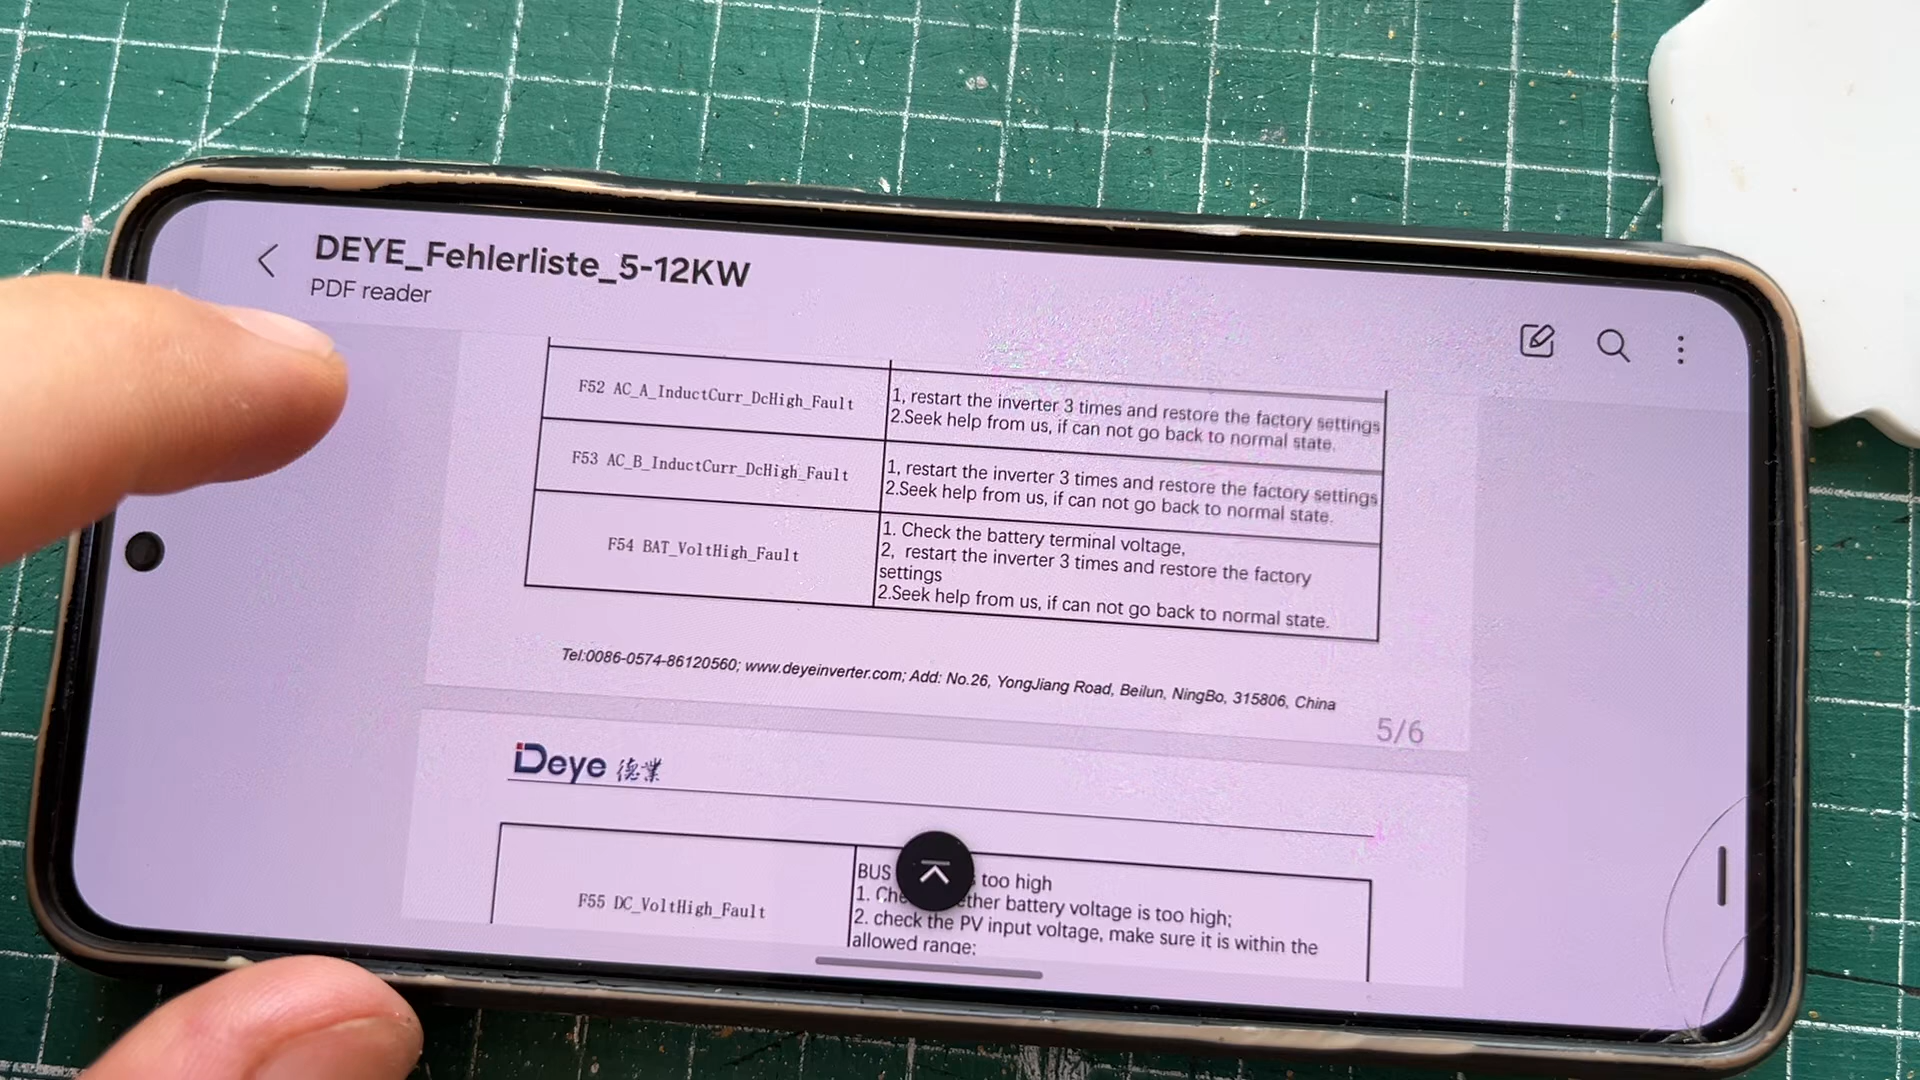 DEYE_Fehlerliste_5-12KW
PDF reader
F52 AC_A_InductCurr_DcHigh_Fault
1, restart the inverter 3 times and restore the factory settings
2.Seek help from us, if can not go back to normal state.
F53 AC_B_InductCurr_DcHigh_Fault
1, restart the inverter 3 times and restore the factory settings
2.Seek help from us, if can not go back to normal state.
F54 BAT_VoltHigh_Fault
1. Check the battery terminal voltage,
2, restart the inverter 3 times and restore the factory
settings
2.Seek help from us, if can not go back to normal state.
Tel:0086-0574-86120560; www.deyeinverter.com; Add: No.26, YongJiang Road, Beilun, NingBo, 315806, China
5/6
Deye 德業
F55 DC_VoltHigh_Fault
BUS too high
1. battery voltage is too high;
2. check the PV input voltage, make sure it is within the
allowed range;